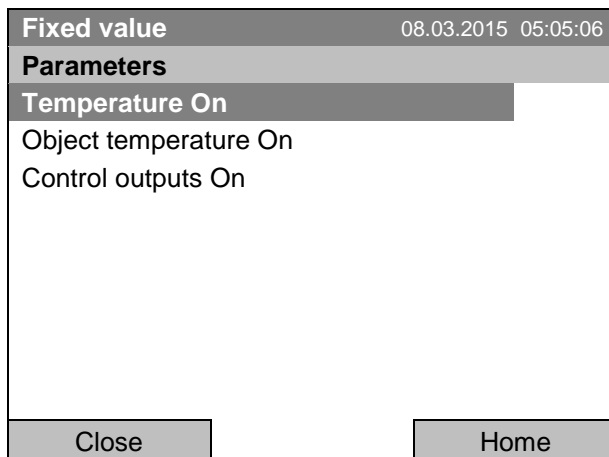 Fixed value 08.03.2015 05:05:06
Parameters
Temperature On
Object temperature On
Control outputs On
Close Home